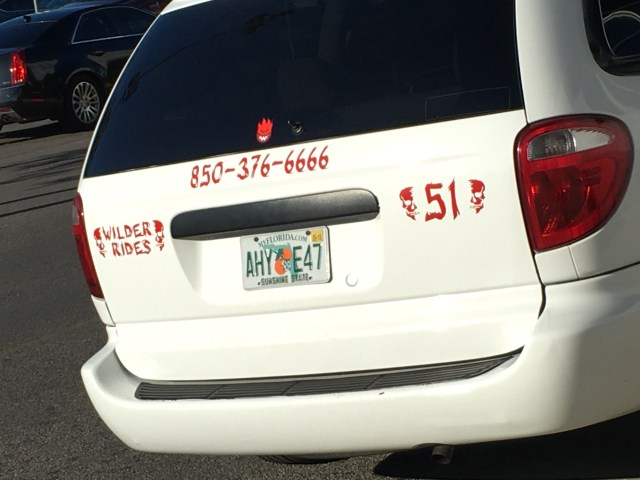 850-376-6666
WILDER
RIDES
51
MYFLORIDA.COM
AHY E47
SUNSHINE STATE